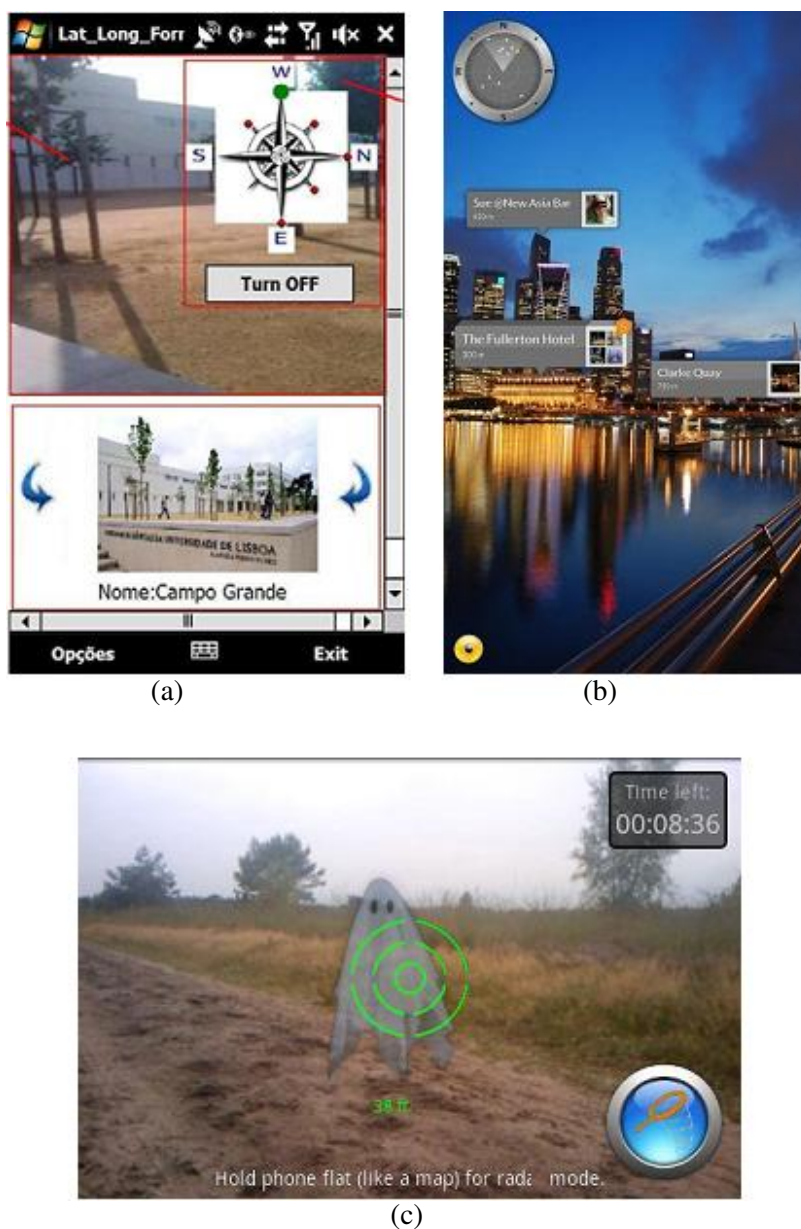 Lat_Long_Forr
W
S
N
E
Turn OFF
UNIVERSIDADE DE LISBOA
Nome:Campo Grande
Opções
Exit
(a)
N
E
Sue @New Asia Bar
The Fullerton Hotel
300 m
Clarke Quay
(b)
Time left:
00:08:36
38 ft
Hold phone flat (like a map) for rada mode.
(c)